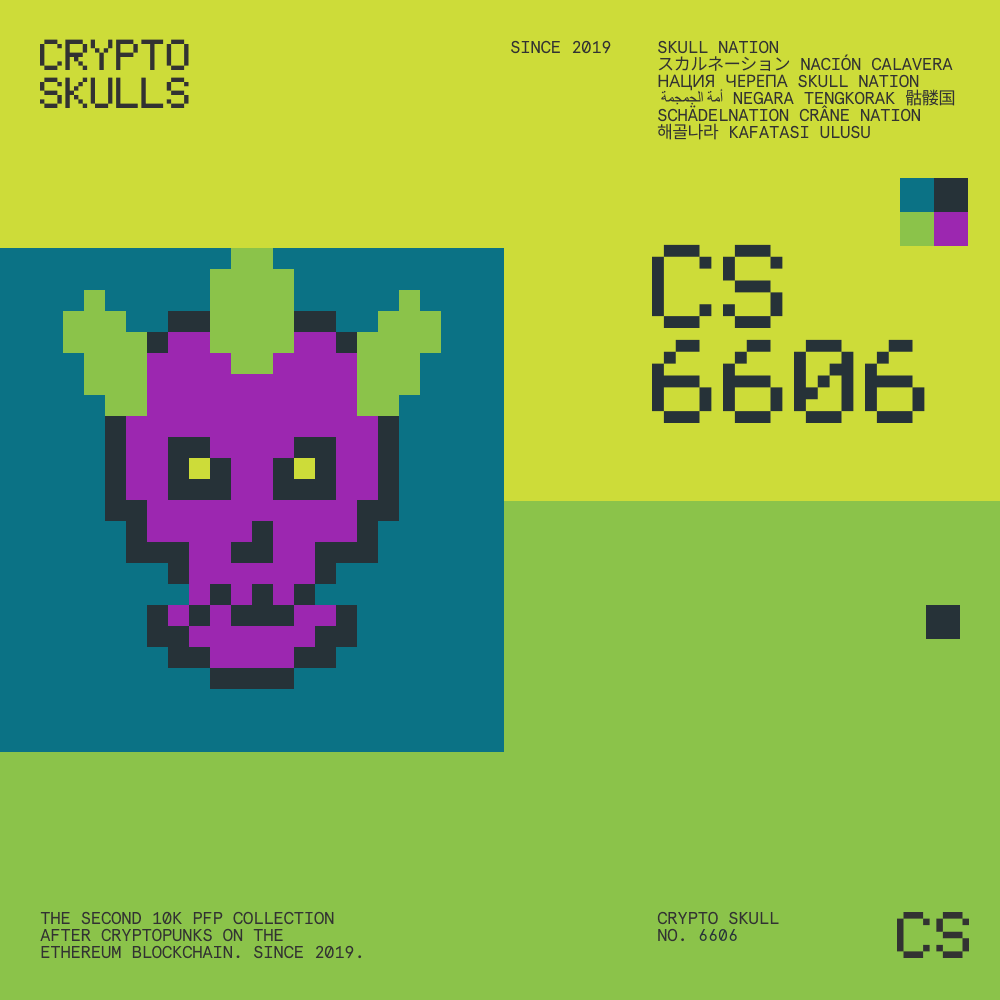 CRYPTO
SKULLS
SINCE 2019
SKULL NATION
スカルネーション NACIÓN CALAVERA
НАЦИЯ ЧЕРЕПА SKULL NATION
أمة الجمجمة NEGARA TENGKORAK 骷髅国
SCHÄDELNATION CRÂNE NATION
해골나라 KAFATASI ULUSU
CS
6606
THE SECOND 10K PFP COLLECTION
AFTER CRYPTOPUNKS ON THE
ETHEREUM BLOCKCHAIN. SINCE 2019.
CRYPTO SKULL
NO. 6606
CS